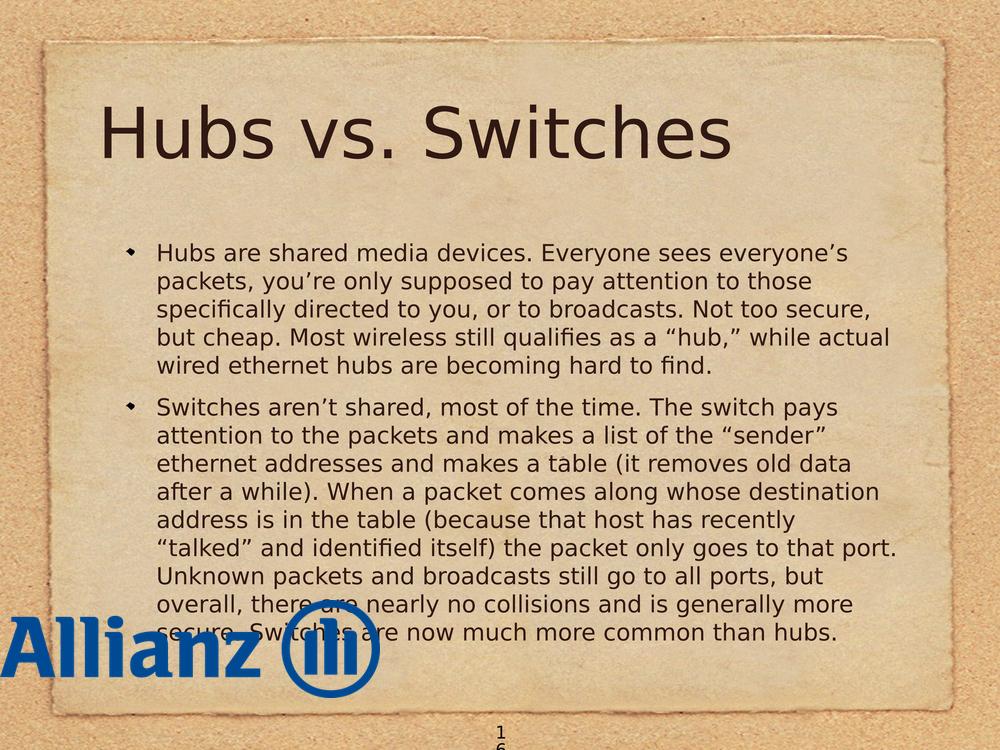 Hubs vs. Switches
Hubs are shared media devices. Everyone sees everyone’s
packets, you’re only supposed to pay attention to those
specifically directed to you, or to broadcasts. Not too secure,
but cheap. Most wireless still qualifies as a “hub,” while actual
wired ethernet hubs are becoming hard to find.
Switches aren’t shared, most of the time. The switch pays
attention to the packets and makes a list of the “sender”
ethernet addresses and makes a table (it removes old data
after a while). When a packet comes along whose destination
address is in the table (because that host has recently
“talked” and identified itself) the packet only goes to that port.
Unknown packets and broadcasts still go to all ports, but
overall, there are nearly no collisions and is generally more
secure. Switches are now much more common than hubs.
Allianz
1
6